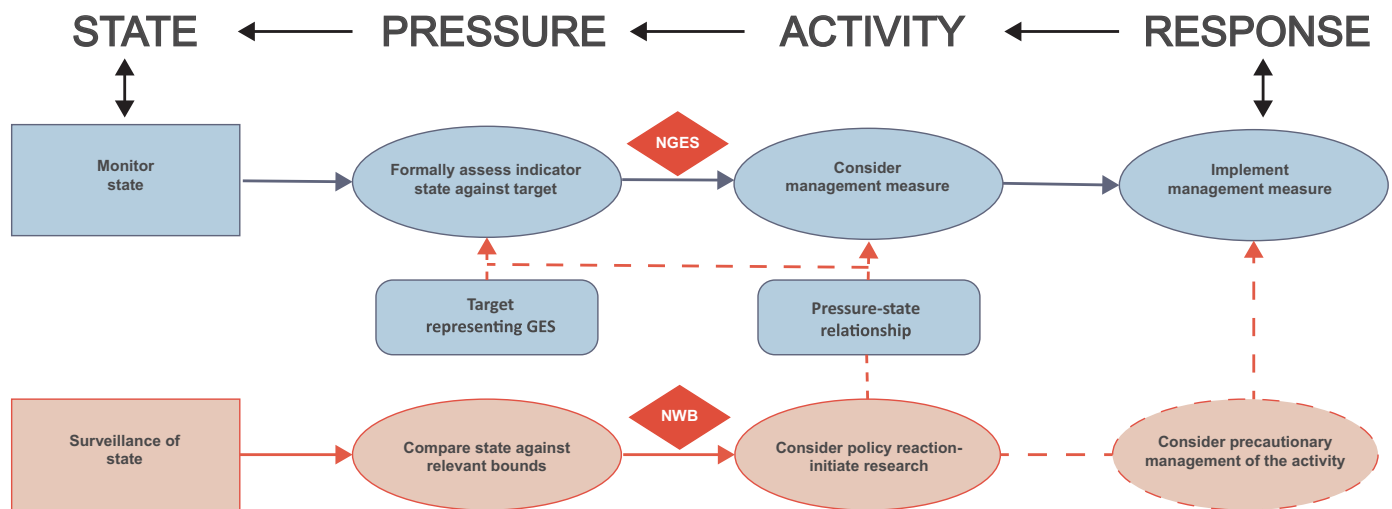 STATE PRESSURE ACTIVITY RESPONSE
NGES
Monitor
state
Formally assess indicator
state against target
Consider
management measure
Implement
management measure
Target
representing GES
Pressure-state
relationship
NWB
Surveillance of
state
Compare state against
relevant bounds
Consider policy reaction-
initiate research
Consider precautionary
management of the activity